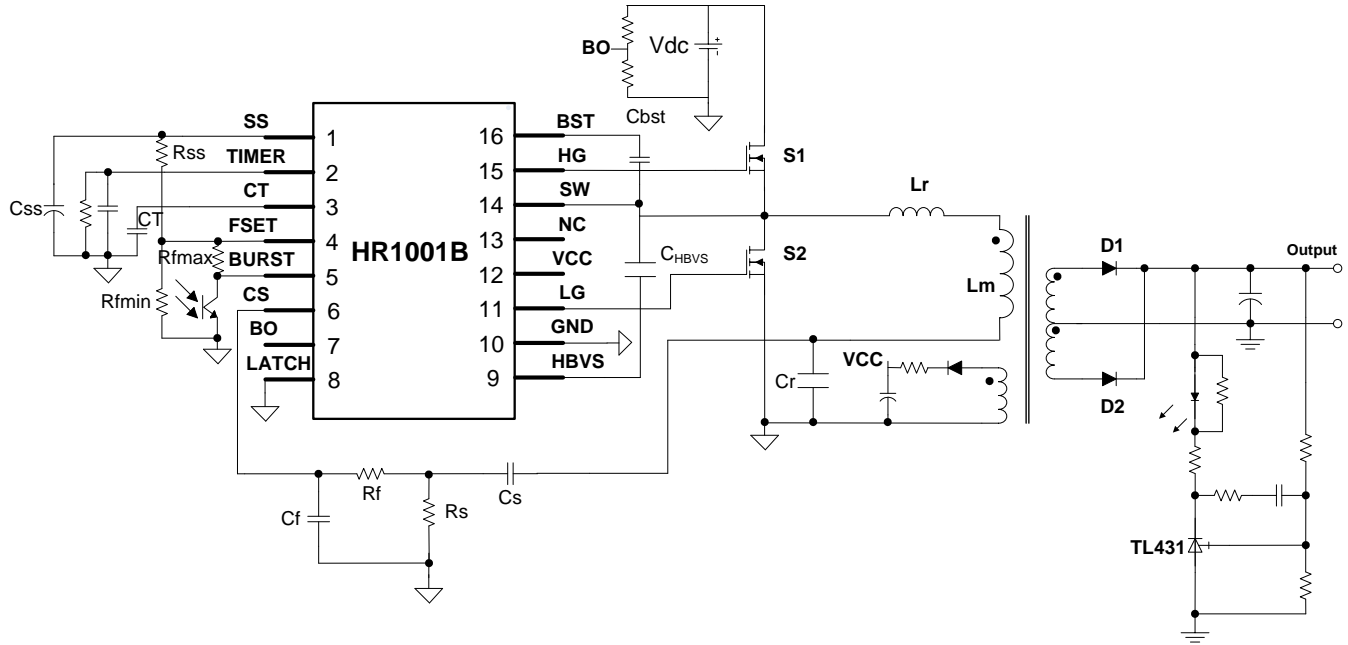 BO
Vdc
+
-
Cbst
SS
1
16
BST
Rss
TIMER
2
15
HG
S1
CT
3
14
SW
Lr
Css
CT
FSET
4
13
NC
HR1001B
Rfmax
BURST
5
12
VCC
CHBVS
S2
D1
Output
Rfmin
CS
6
11
LG
Lm
BO
7
10
GND
LATCH
8
9
HBVS
Cr
VCC
D2
Rf
Cs
Cf
Rs
TL431